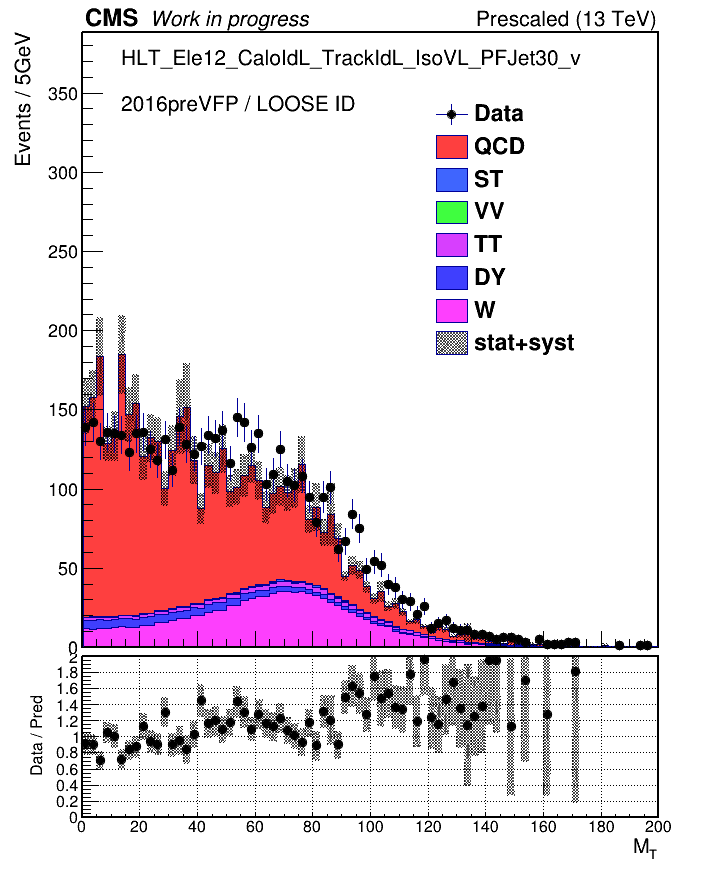 CMS Work in progress Prescaled (13 TeV)
HLT_Ele12_CaloIdL_TrackIdL_IsoVL_PFJet30_v
2016preVFP / LOOSE ID
Events / 5GeV
350
300
250
200
150
100
50
0
Data
QCD
ST
VV
TT
DY
W
stat+syst
Data / Pred
2
1.8
1.6
1.4
1.2
1
0.8
0.6
0.4
0.2
0
0 20 40 60 80 100 120 140 160 180 200
M_T